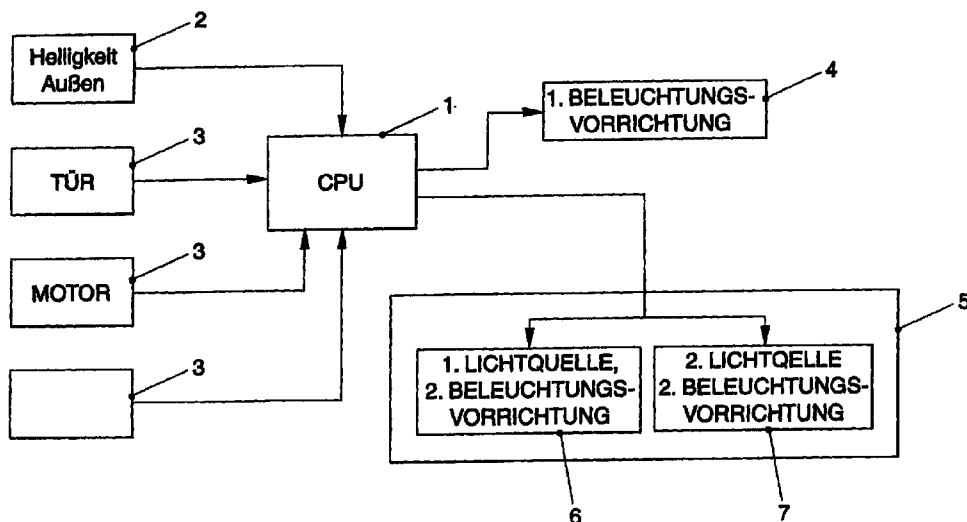 2
Helligkeit
Außen
4
1. BELEUCHTUNGS-
VORRICHTUNG
1
3
TÜR
CPU
3
MOTOR
5
3
1. LICHTQUELLE,
2. BELEUCHTUNGS-
VORRICHTUNG
2. LICHTQELLE
2. BELEUCHTUNGS-
VORRICHTUNG
6
7